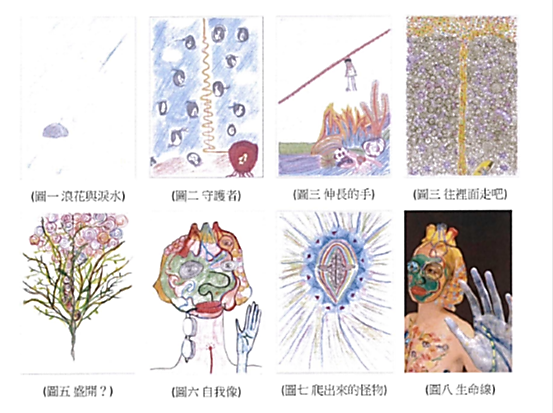 (圖一 浪花與淚水)
(圖二 守護者)
(圖三 伸長的手)
(圖三 往裡面走吧)
(圖五 盛開？)
(圖六 自我像)
(圖七 爬出來的怪物)
(圖八 生命線)